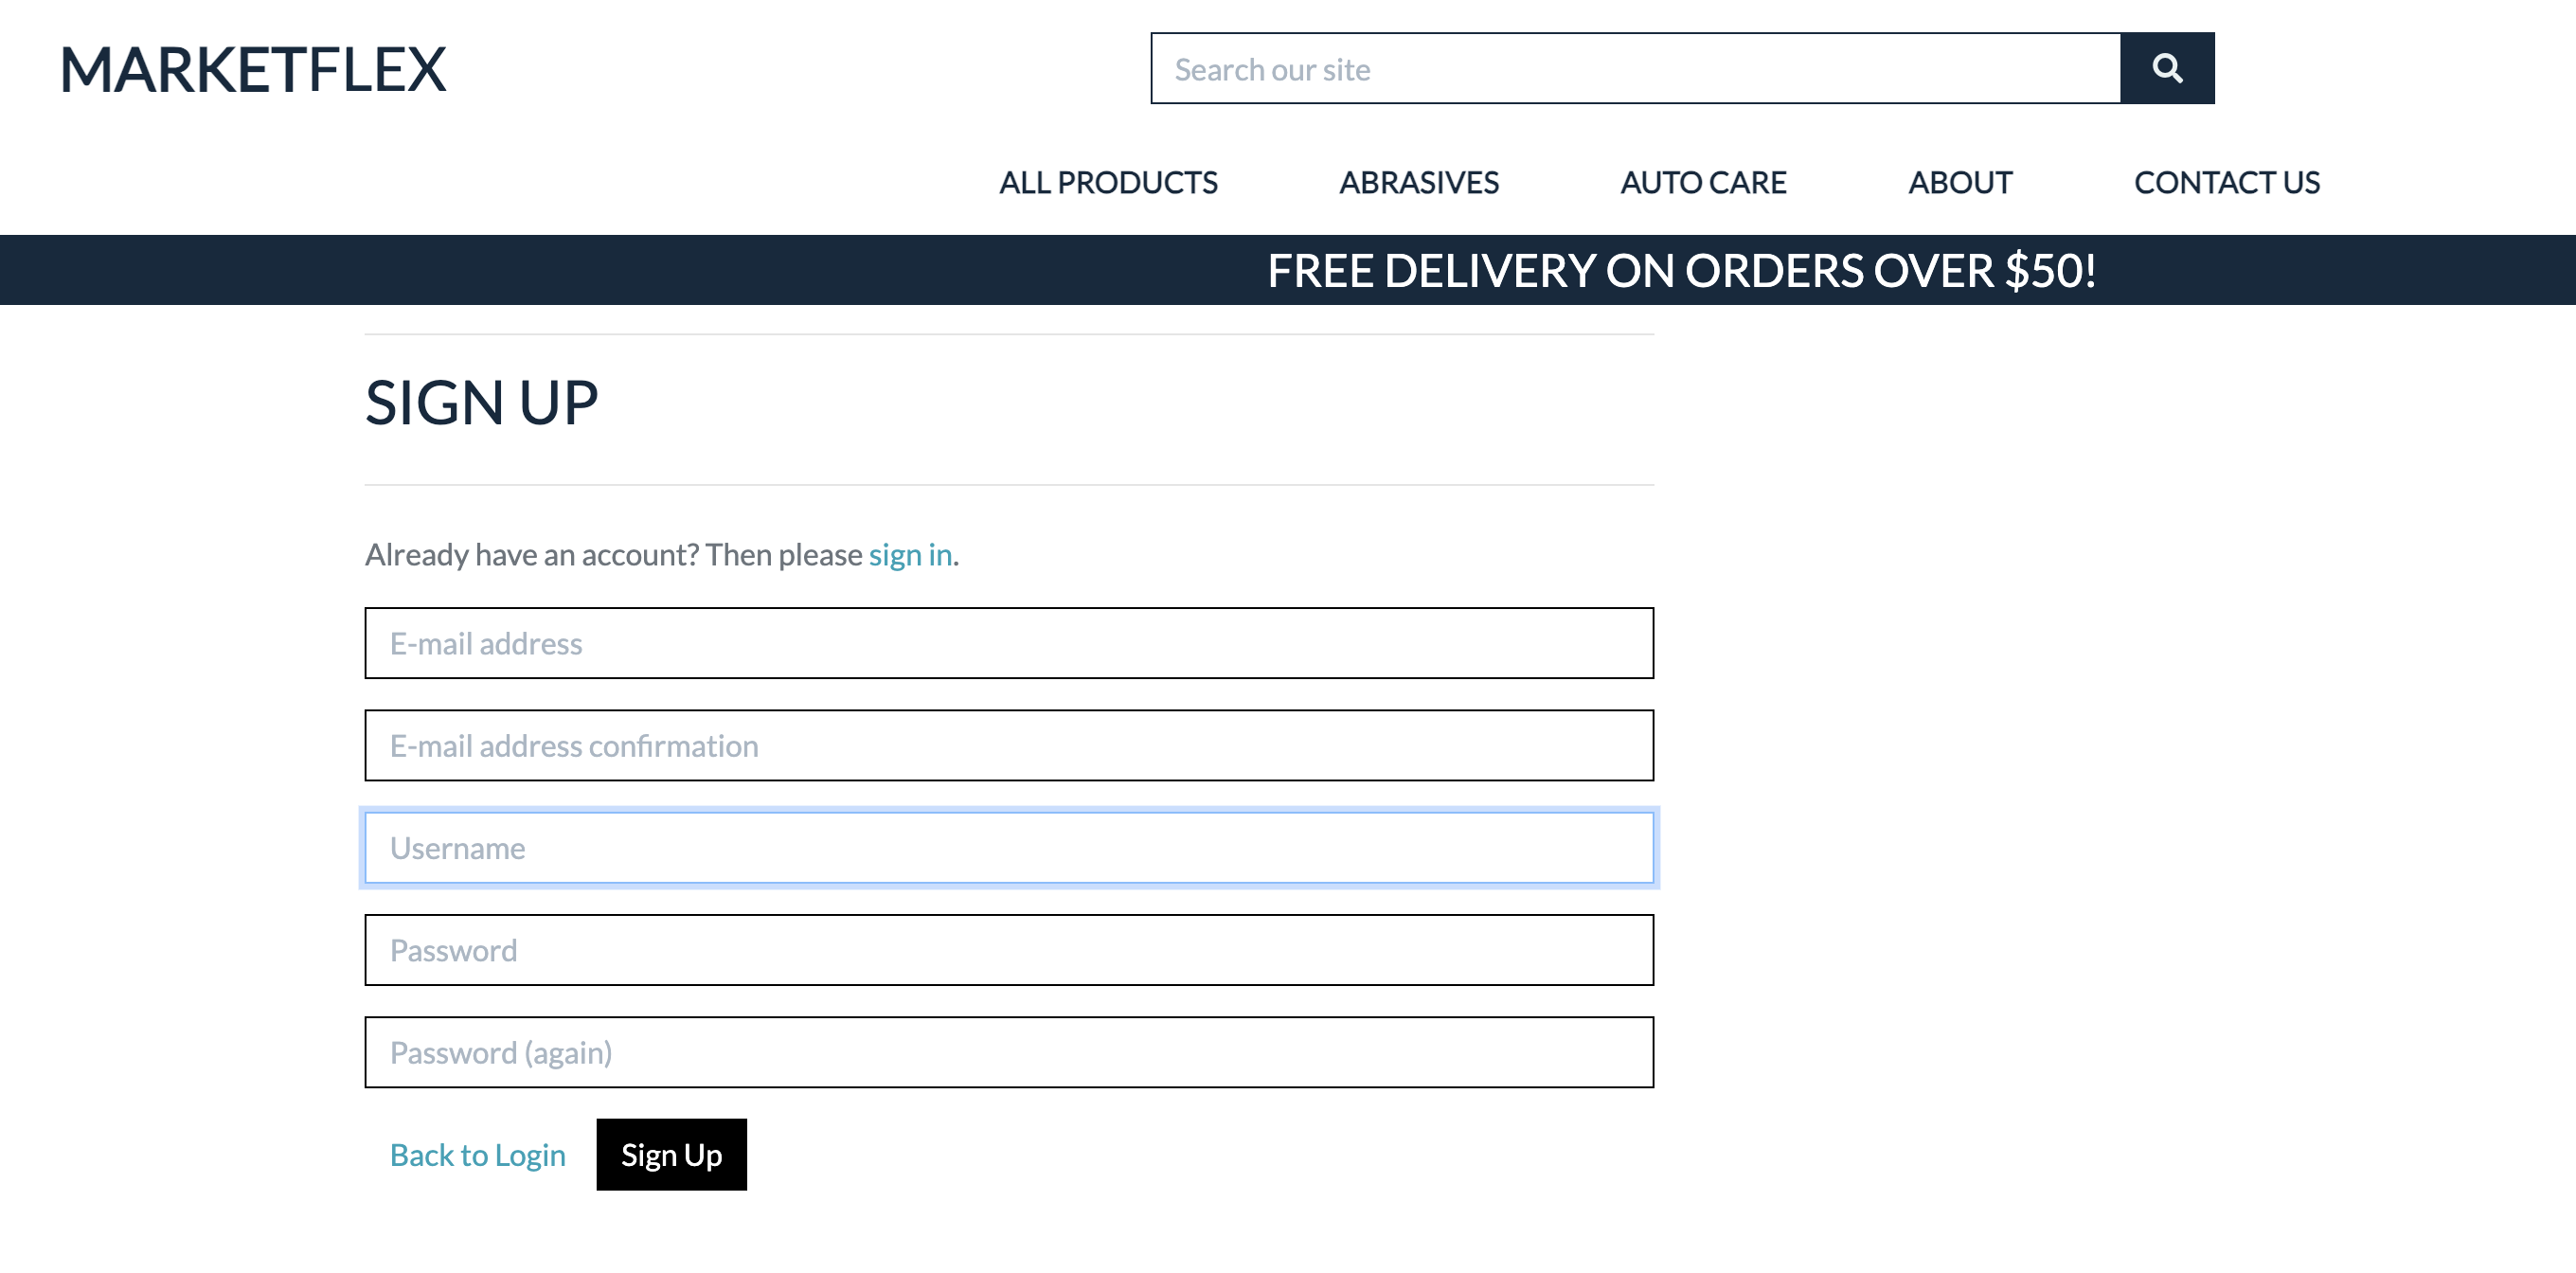 MARKETFLEX
Search our site
ALL PRODUCTS ABRASIVES AUTO CARE ABOUT CONTACT US
FREE DELIVERY ON ORDERS OVER $50!
SIGN UP
Already have an account? Then please sign in.
E-mail address
E-mail address confirmation
Username
Password
Password (again)
Back to Login Sign Up